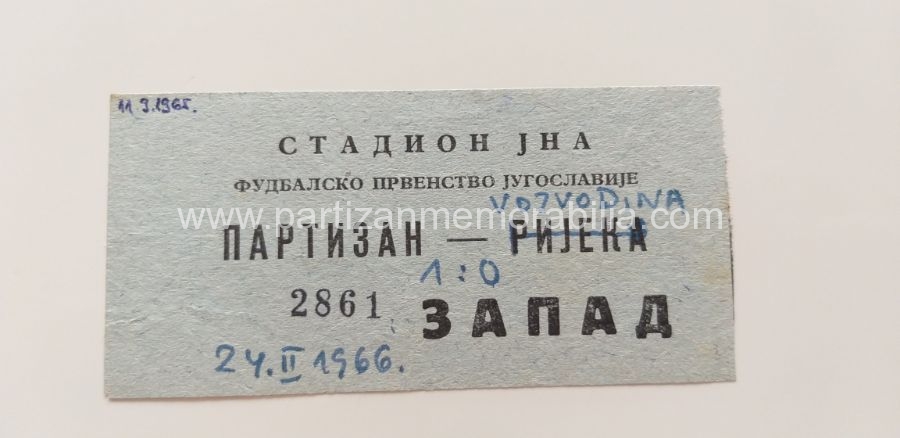 11.9.1965.
СТАДИОН ЈНА
ФУДБАЛСКО ПРВЕНСТВО ЈУГОСЛАВИЈЕ
VOJVODINA
www.partizanmemorabilia.com
ПАРТИЗАН — РИЈЕКА
1:0
2861
ЗАПАД
24.II 1966.